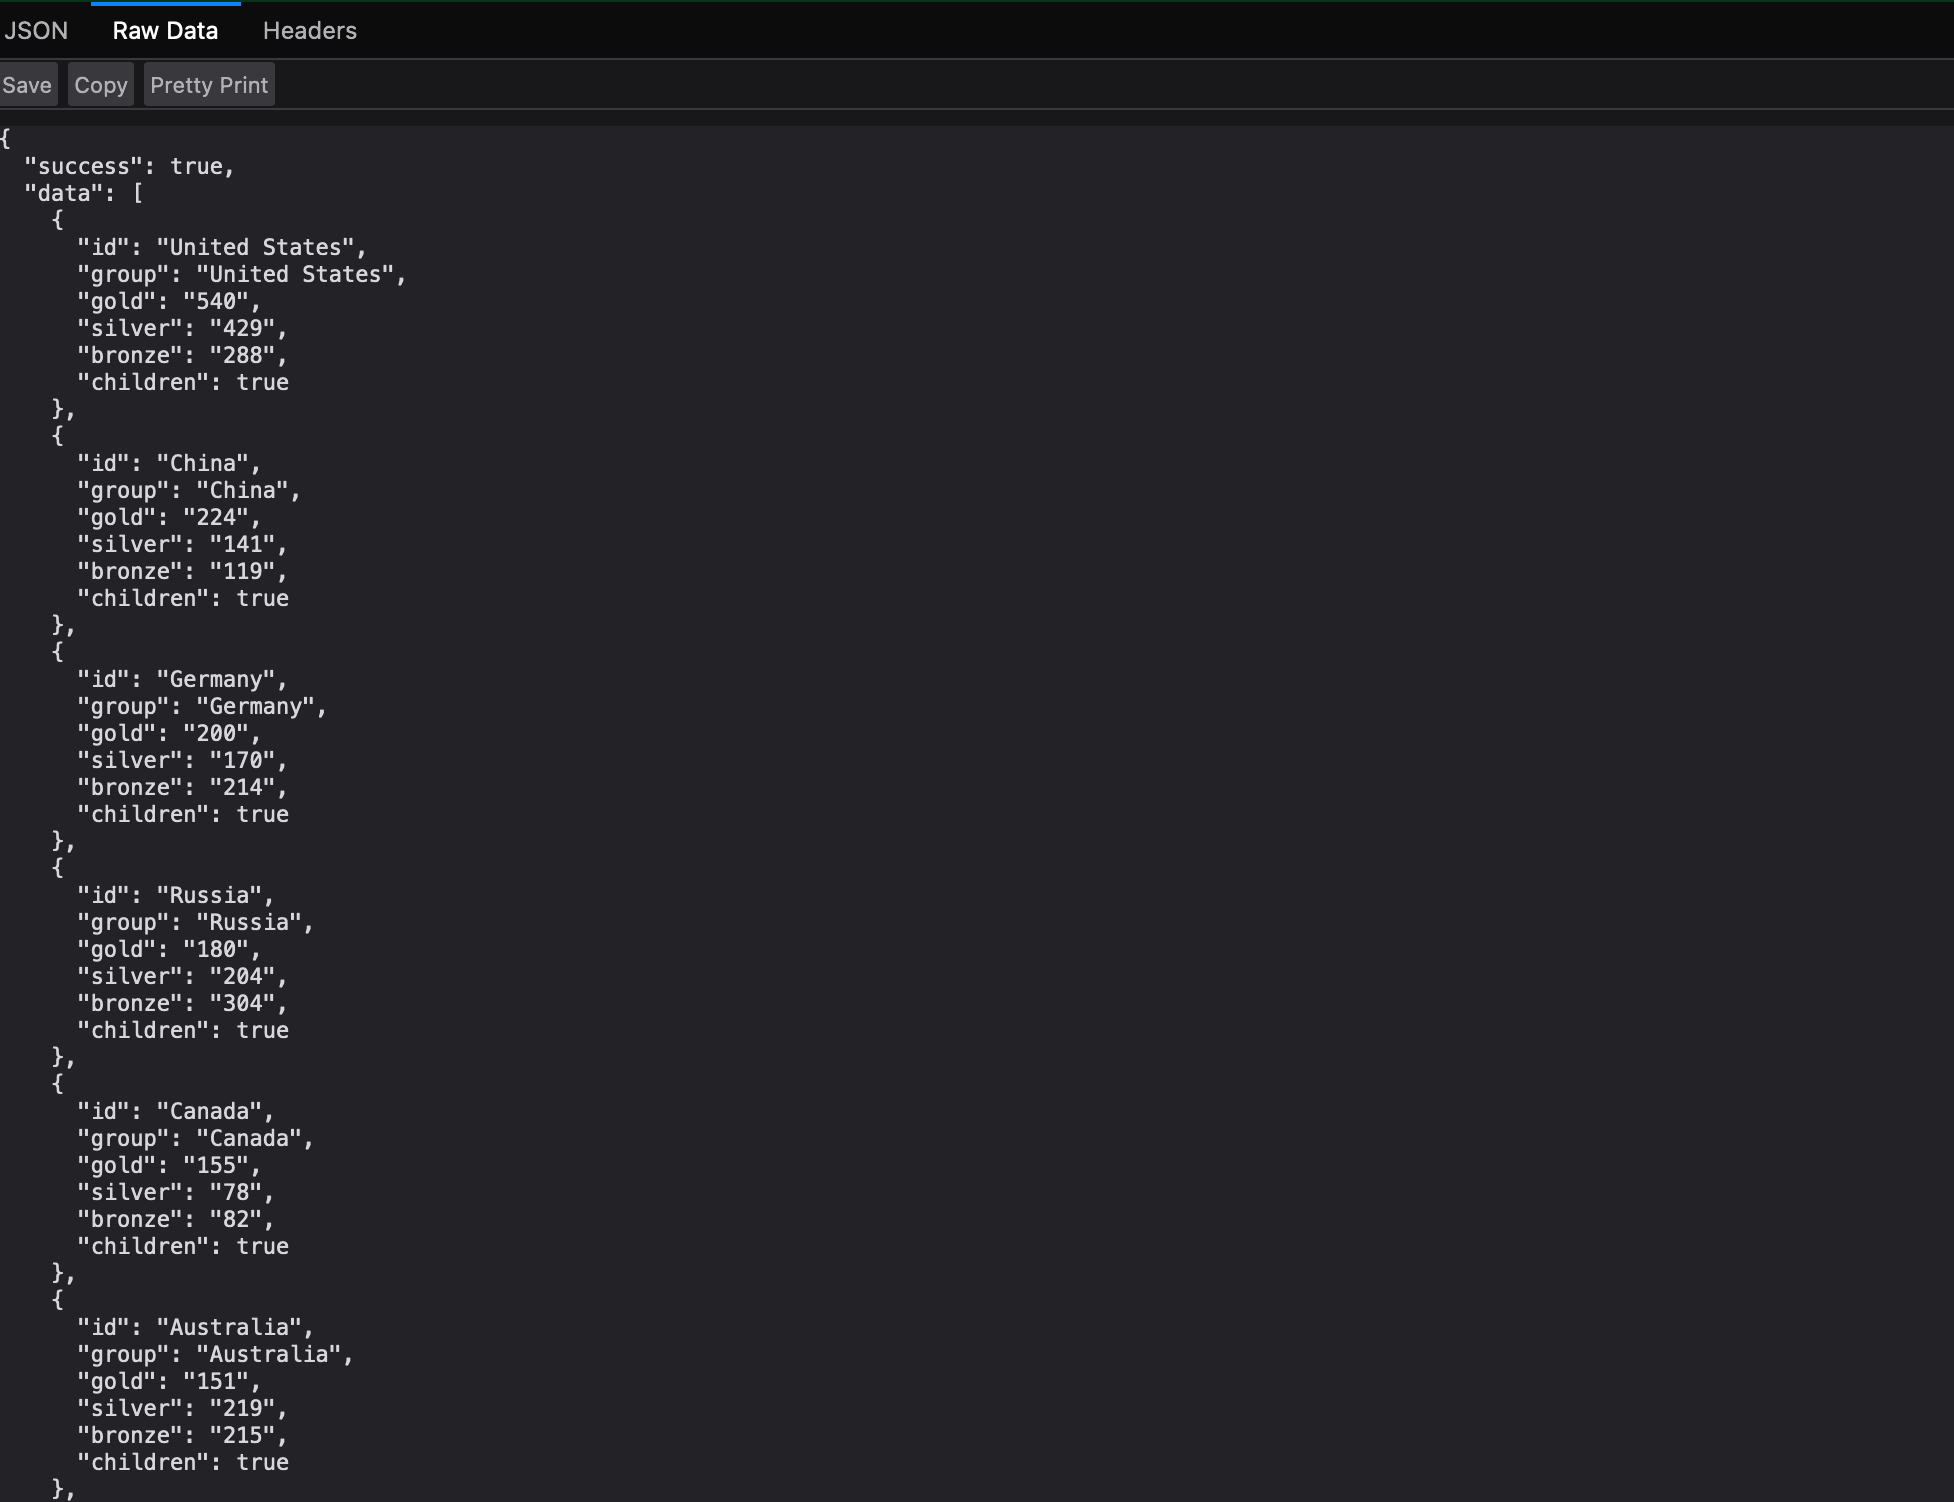 JSON Raw Data Headers
Save Copy Pretty Print
{
  "success": true,
  "data": [
    {
      "id": "United States",
      "group": "United States",
      "gold": "540",
      "silver": "429",
      "bronze": "288",
      "children": true
    },
    {
      "id": "China",
      "group": "China",
      "gold": "224",
      "silver": "141",
      "bronze": "119",
      "children": true
    },
    {
      "id": "Germany",
      "group": "Germany",
      "gold": "200",
      "silver": "170",
      "bronze": "214",
      "children": true
    },
    {
      "id": "Russia",
      "group": "Russia",
      "gold": "180",
      "silver": "204",
      "bronze": "304",
      "children": true
    },
    {
      "id": "Canada",
      "group": "Canada",
      "gold": "155",
      "silver": "78",
      "bronze": "82",
      "children": true
    },
    {
      "id": "Australia",
      "group": "Australia",
      "gold": "151",
      "silver": "219",
      "bronze": "215",
      "children": true
    },